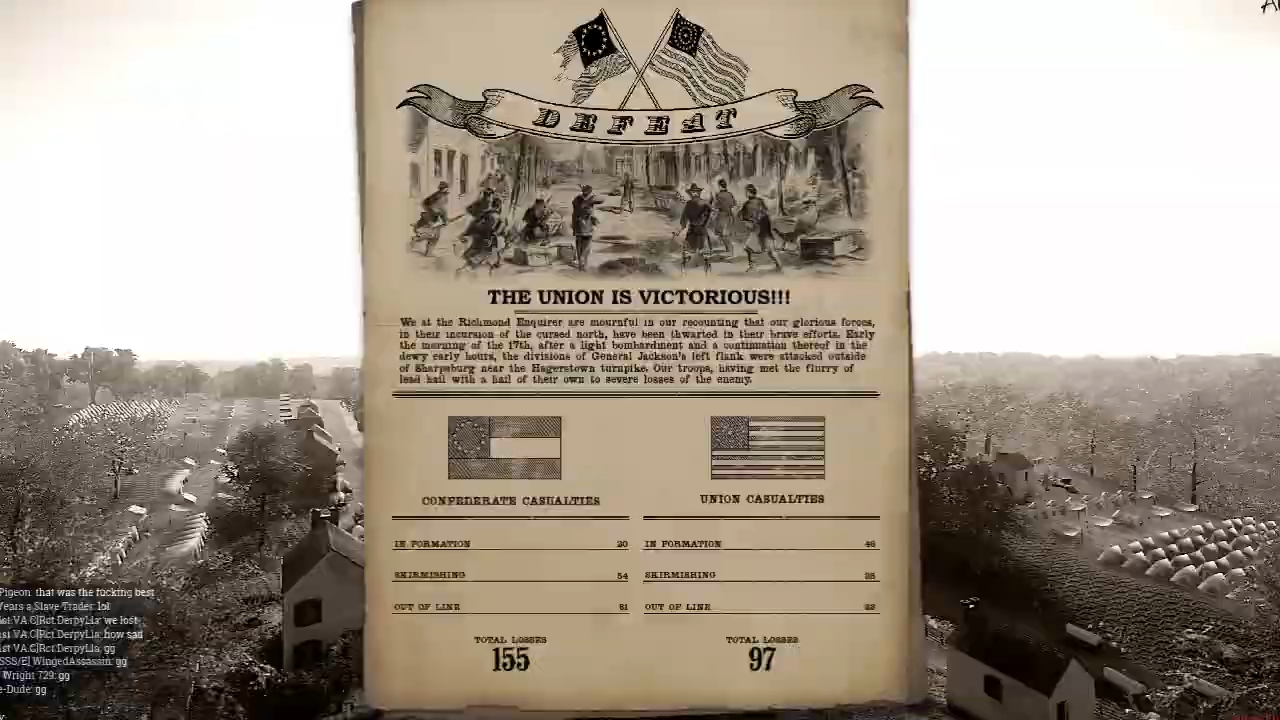 DEFEAT
THE UNION IS VICTORIOUS!!!
We at the Richmond Enquirer are mournful in our recounting that our glorious forces,
in their incursion of the cursed north, have been thwarted in their brave efforts. Early
the morning of the 17th, after a light bombardment and a continuation thereof in the
dewy early hours, the divisions of General Jackson's left flank were attacked outside
of Sharpsburg near the Hagerstown turnpike. Our troops, having met the flurry of
lead hail with a hail of their own to severe losses of the enemy.
CONFEDERATE CASUALTIES
IN FORMATION 20
SKIRMISHING 54
OUT OF LINE 81
TOTAL LOSSES
155
UNION CASUALTIES
IN FORMATION
SKIRMISHING
OUT OF LINE
TOTAL LOSSES
97
Pigeon: that was the fucking best
Years a Slave Trader: lol
1st V.A.C|Rct.DerpyLia: we lost
1st V.A.C|Rct.DerpyLia: how sad
1st V.A.C|Rct.DerpyLia: gg
SSS/E] WingedAssassin: gg
Wright 729: gg
e-Dude: gg